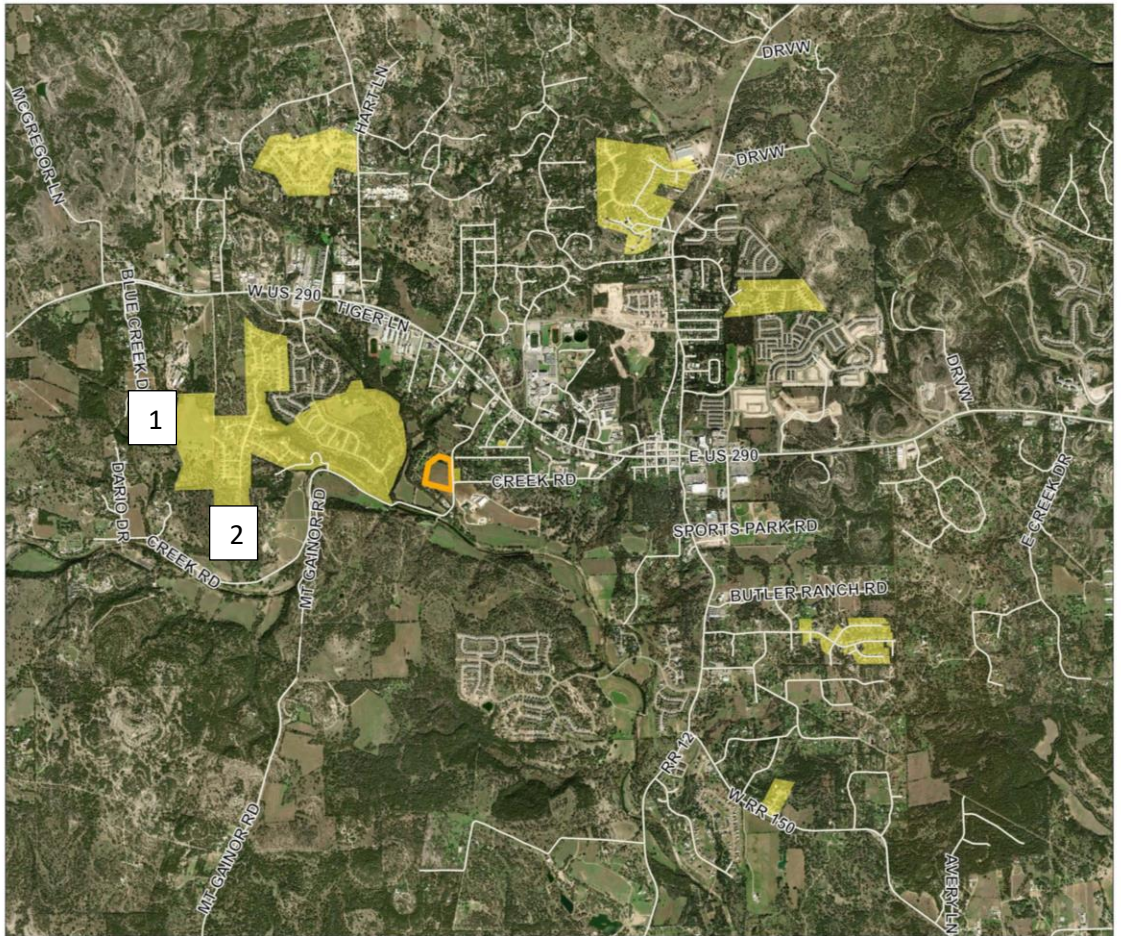 DRVW
McGREGOR LN
HART LN
DRVW
BLUE CREEK D
W US 290
TIGER LN
DRVW
1
E US 290
DARIO DR
CREEK RD
E CREEK DR
MT GAINOR RD
2
SPORTS PARK RD
CREEK RD
BUTLER RANCH RD
RR 12
W RR 150
MT GAINOR RD
AVERY LN